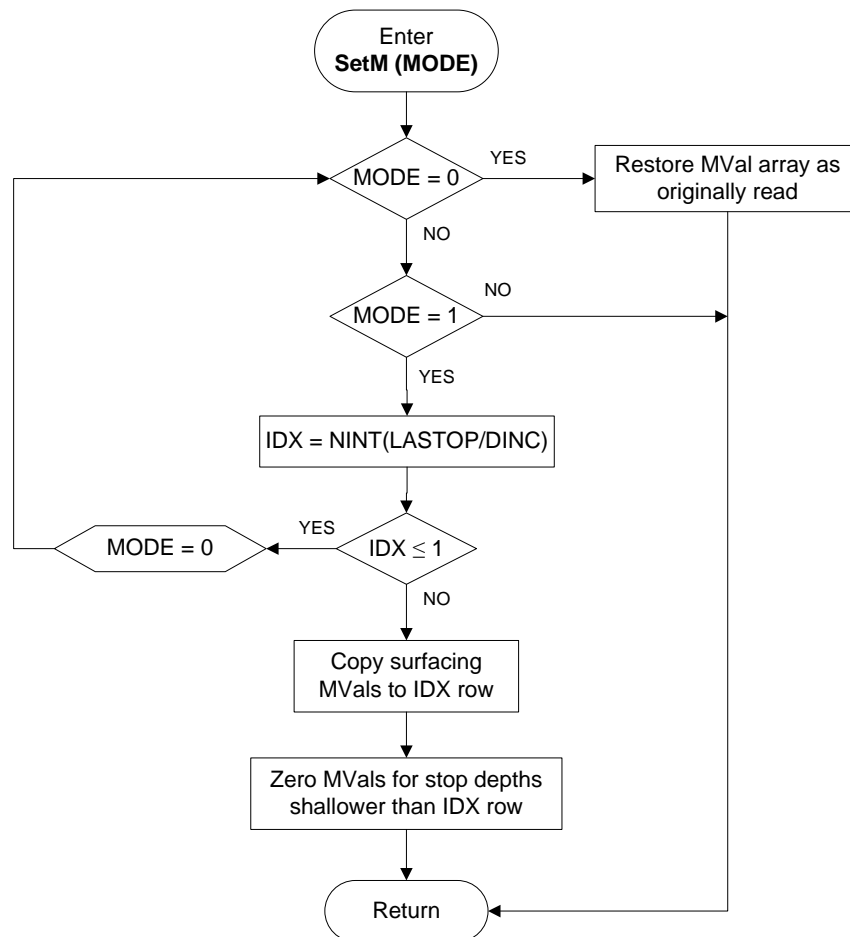 Enter
SetM (MODE)
MODE = 0
YES
Restore MVal array as
originally read
NO
MODE = 1
NO
YES
IDX = NINT(LASTOP/DINC)
MODE = 0
YES
IDX ≤ 1
NO
Copy surfacing
MVals to IDX row
Zero MVals for stop depths
shallower than IDX row
Return